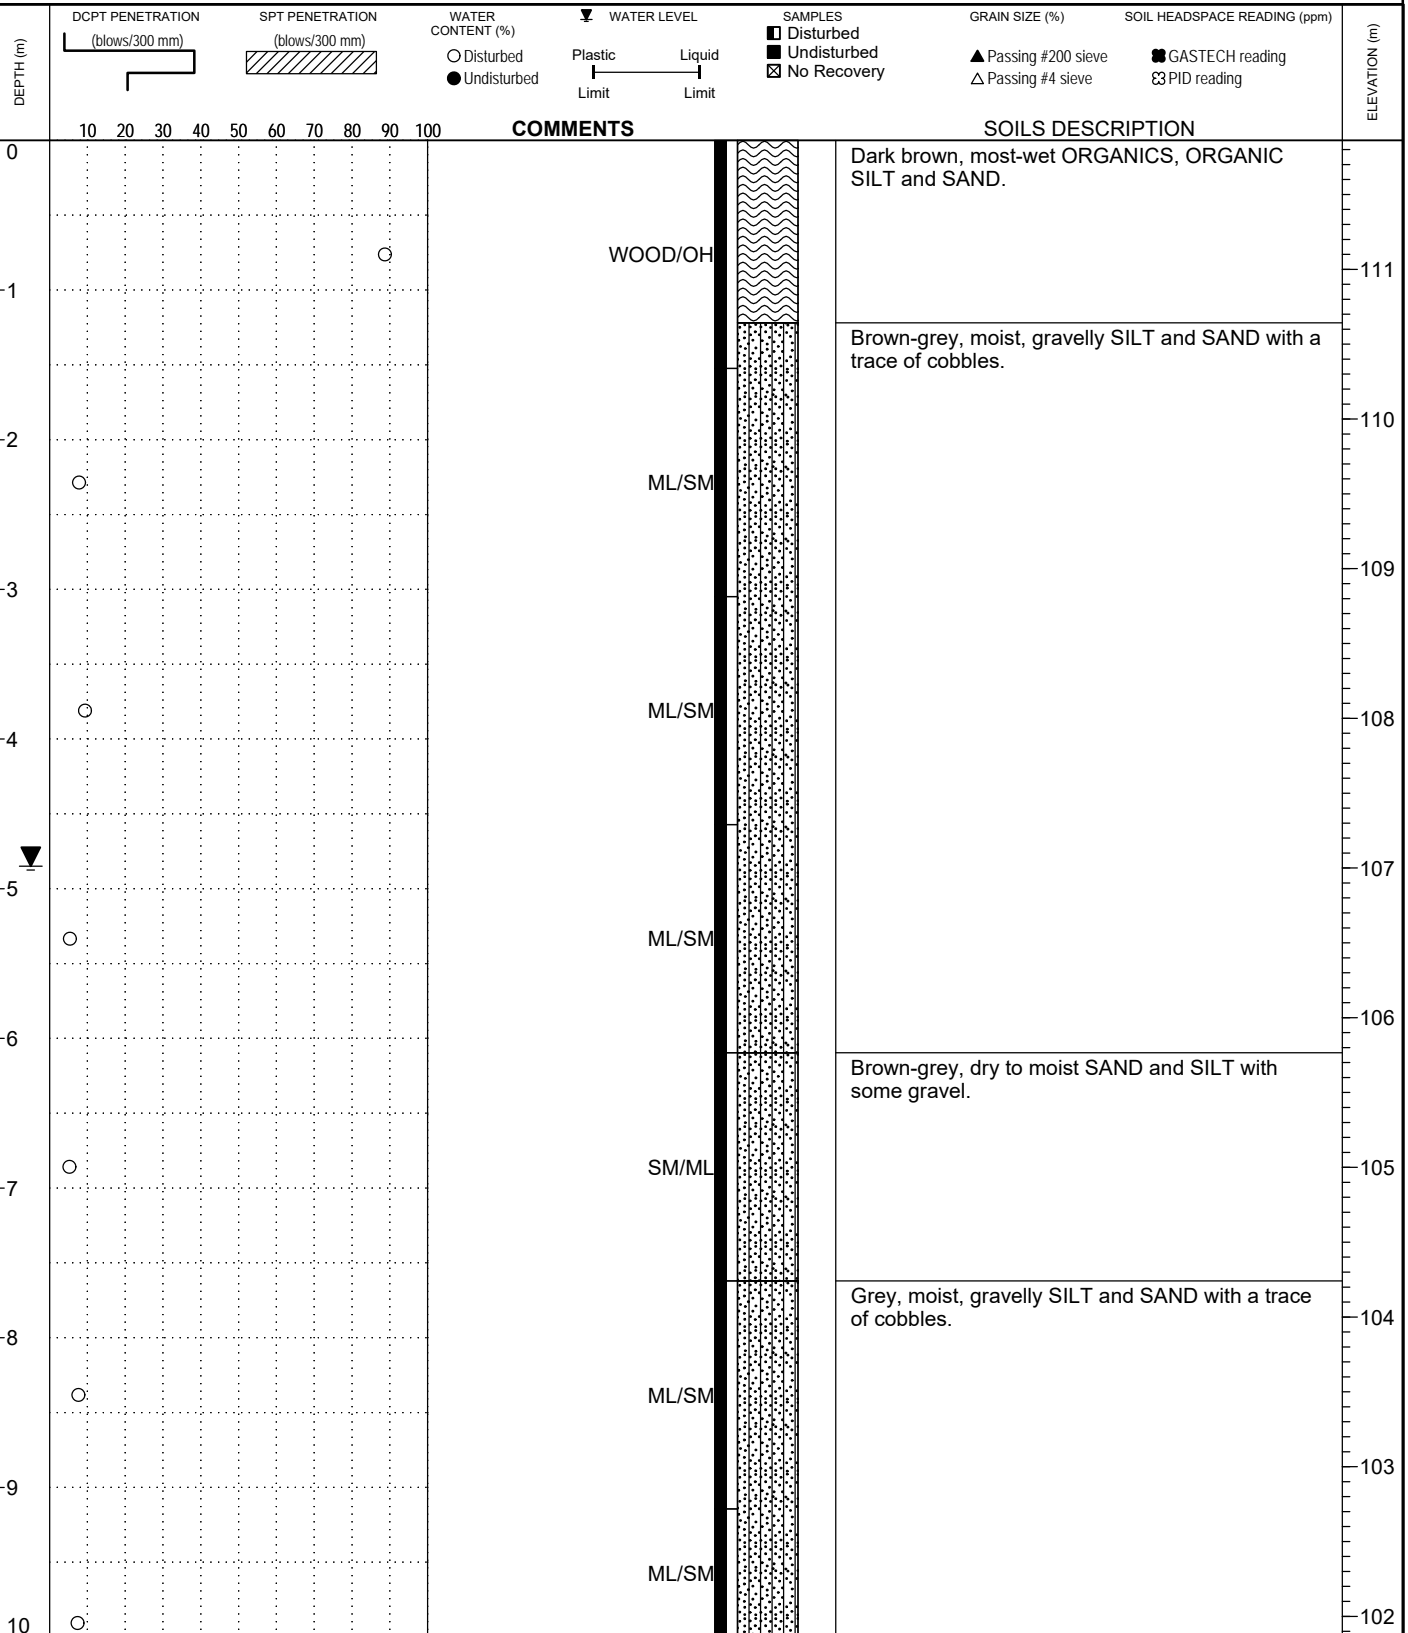 DEPTH (m)
DCPT PENETRATION
(blows/300 mm)
SPT PENETRATION
(blows/300 mm)
WATER
CONTENT (%)
Disturbed
Undisturbed
WATER LEVEL
Plastic Liquid
Limit Limit
SAMPLES
Disturbed
Undisturbed
No Recovery
GRAIN SIZE (%)
Passing #200 sieve
Passing #4 sieve
SOIL HEADSPACE READING (ppm)
GASTECH reading
PID reading
ELEVATION (m)
10 20 30 40 50 60 70 80 90 100
COMMENTS
SOILS DESCRIPTION
0
Dark brown, most-wet ORGANICS, ORGANIC
SILT and SAND.
WOOD/OH
111
1
Brown-grey, moist, gravelly SILT and SAND with a
trace of cobbles.
110
2
ML/SM
109
3
ML/SM
108
4
107
5
ML/SM
106
6
Brown-grey, dry to moist SAND and SILT with
some gravel.
SM/ML
105
7
Grey, moist, gravelly SILT and SAND with a trace
of cobbles.
104
8
ML/SM
103
9
ML/SM
102
10